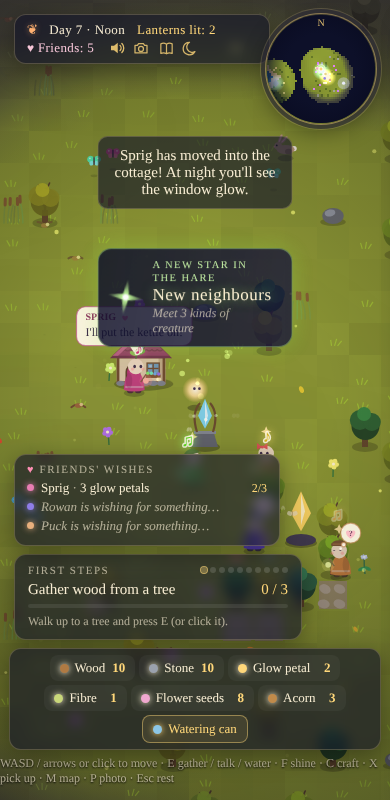 Day 7 · Noon Lanterns lit: 2
♥ Friends: 5
N
Sprig has moved into the
cottage! At night you'll see
the window glow.
A NEW STAR IN
THE HARE
New neighbours
Meet 3 kinds of
creature
SPRIG ♥
I'll put the kettle
♥ FRIENDS' WISHES
Sprig · 3 glow petals 2/3
Rowan is wishing for something…
Puck is wishing for something…
FIRST STEPS
Gather wood from a tree 0 / 3
Walk up to a tree and press E (or click it).
Wood 10 Stone 10 Glow petal 2
Fibre 1 Flower seeds 8 Acorn 3
Watering can
WASD / arrows or click to move · E gather / talk / water · F shine · C craft · X
pick up · M map · P photo · Esc rest